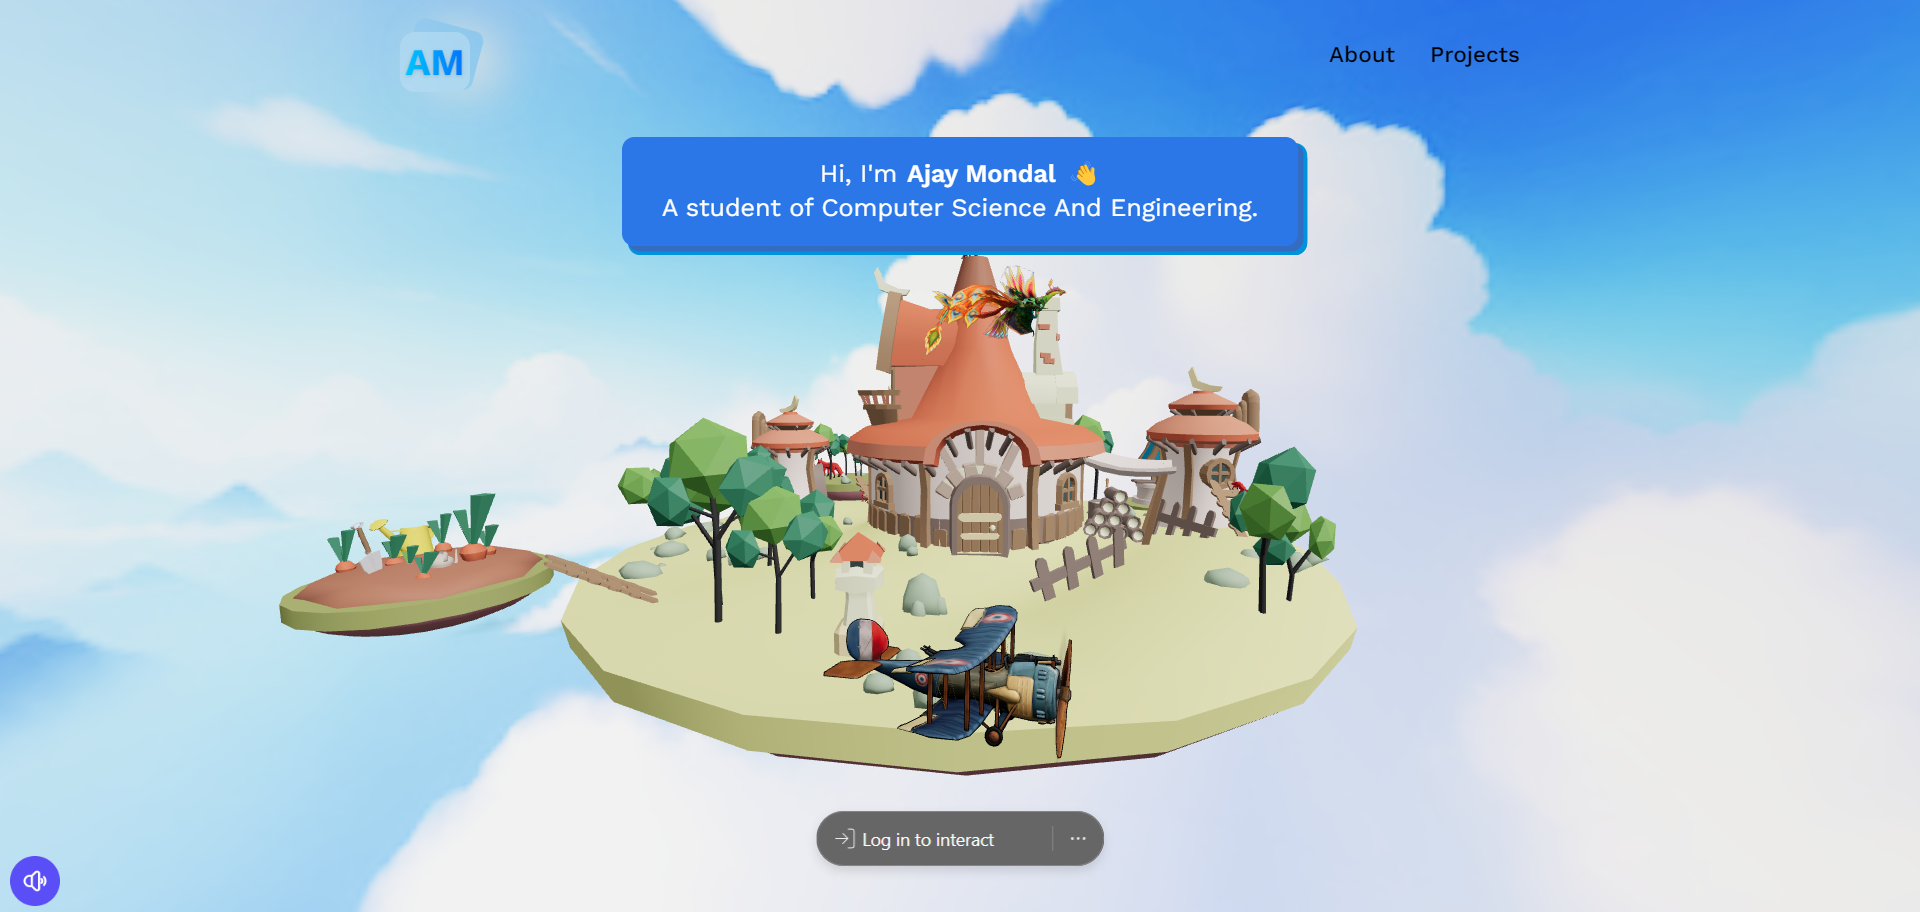 AM
About
Projects
Hi, I'm Ajay Mondal 👋
A student of Computer Science And Engineering.
Log in to interact